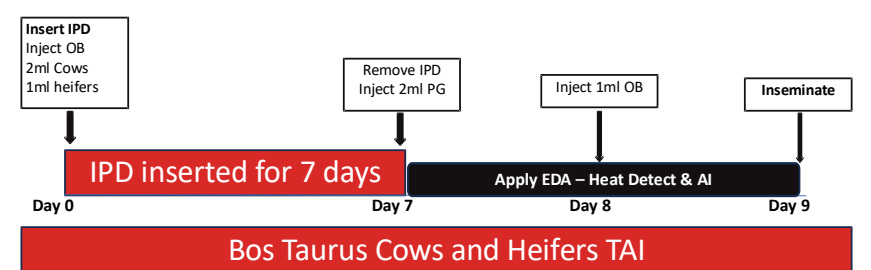 Insert IPD
Inject OB
2ml Cows
1ml heifers
Remove IPD
Inject 2ml PG
Inject 1ml OB
Inseminate
IPD inserted for 7 days
Apply EDA – Heat Detect & AI
Day 0
Day 7
Day 8
Day 9
Bos Taurus Cows and Heifers TAI